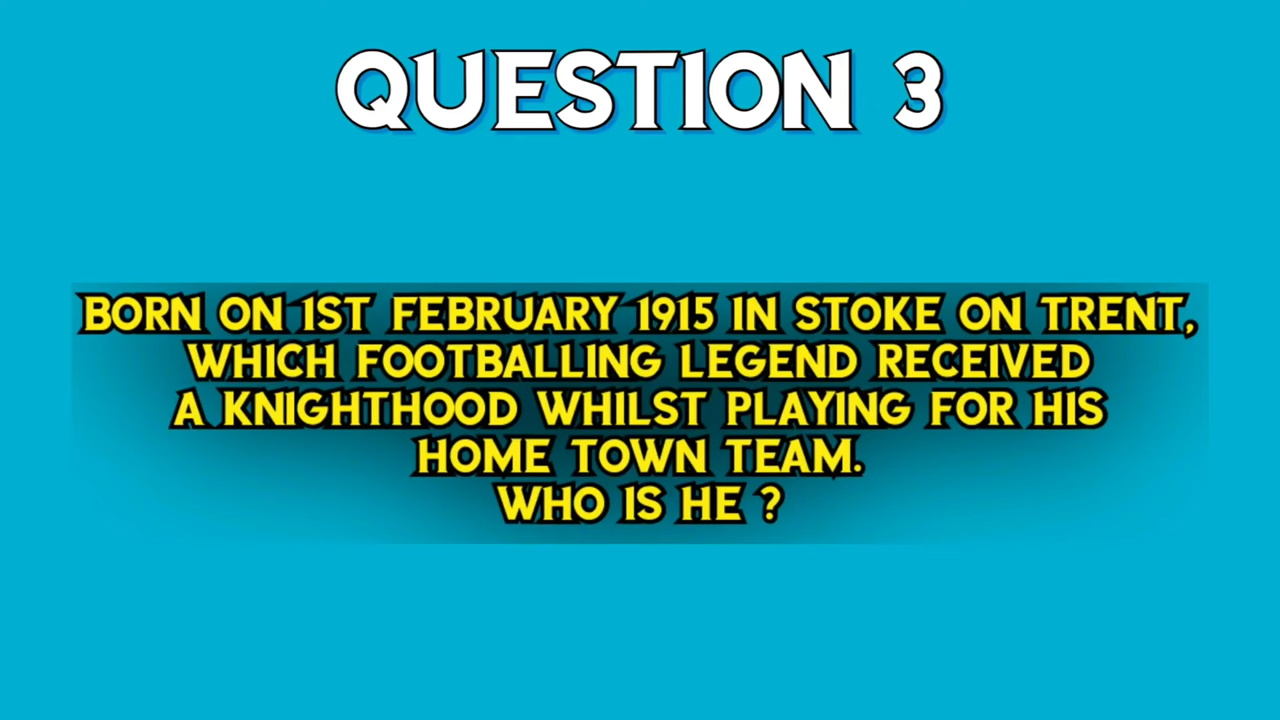 QUESTION 3
BORN ON 1ST FEBRUARY 1915 IN STOKE ON TRENT,
WHICH FOOTBALLING LEGEND RECEIVED
A KNIGHTHOOD WHILST PLAYING FOR HIS
HOME TOWN TEAM.
WHO IS HE ?